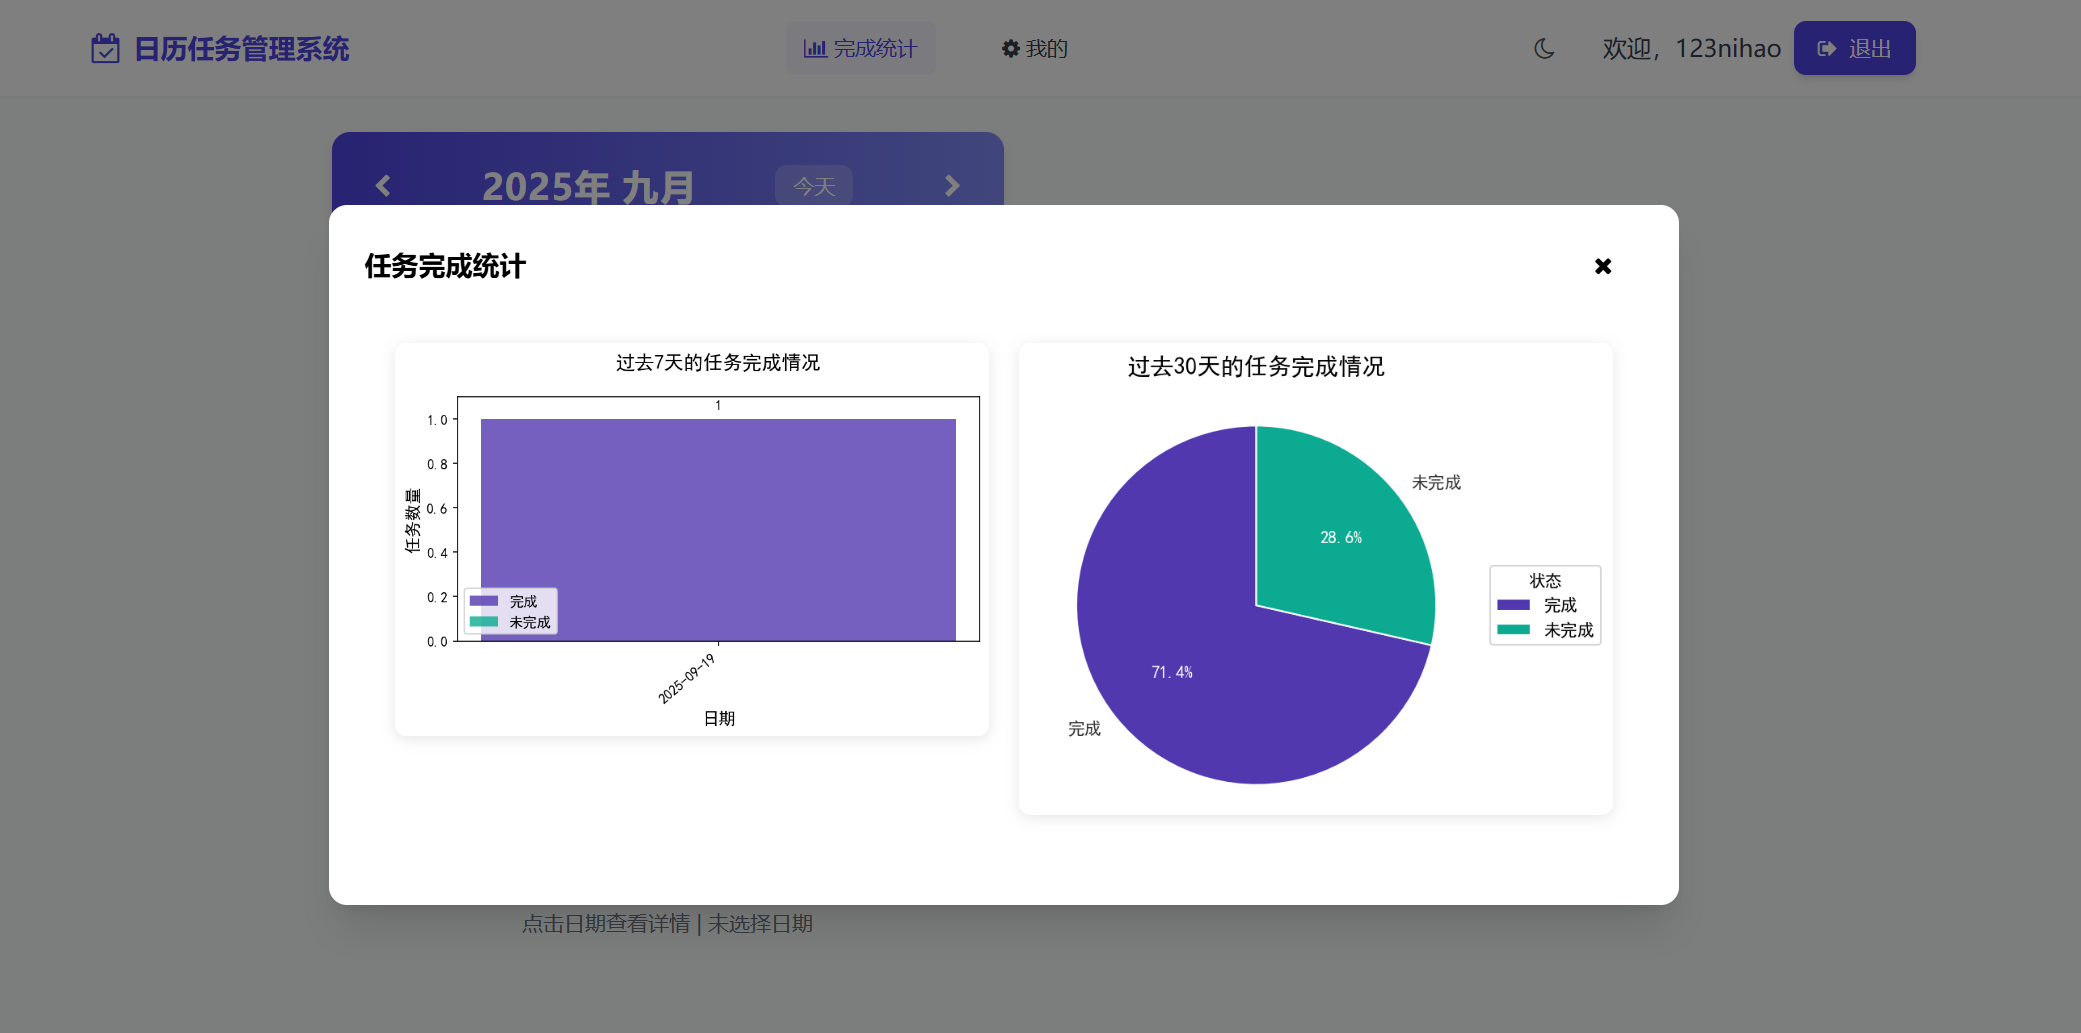 日历任务管理系统
完成统计
我的
欢迎，123nihao
退出
2025年 九月
今天
任务完成统计
过去7天的任务完成情况
1
1.0
0.8
0.6
0.4
0.2
0.0
任务数量
完成
未完成
2025-09-19
日期
过去30天的任务完成情况
未完成
28.6%
71.4%
完成
状态
完成
未完成
点击日期查看详情 | 未选择日期